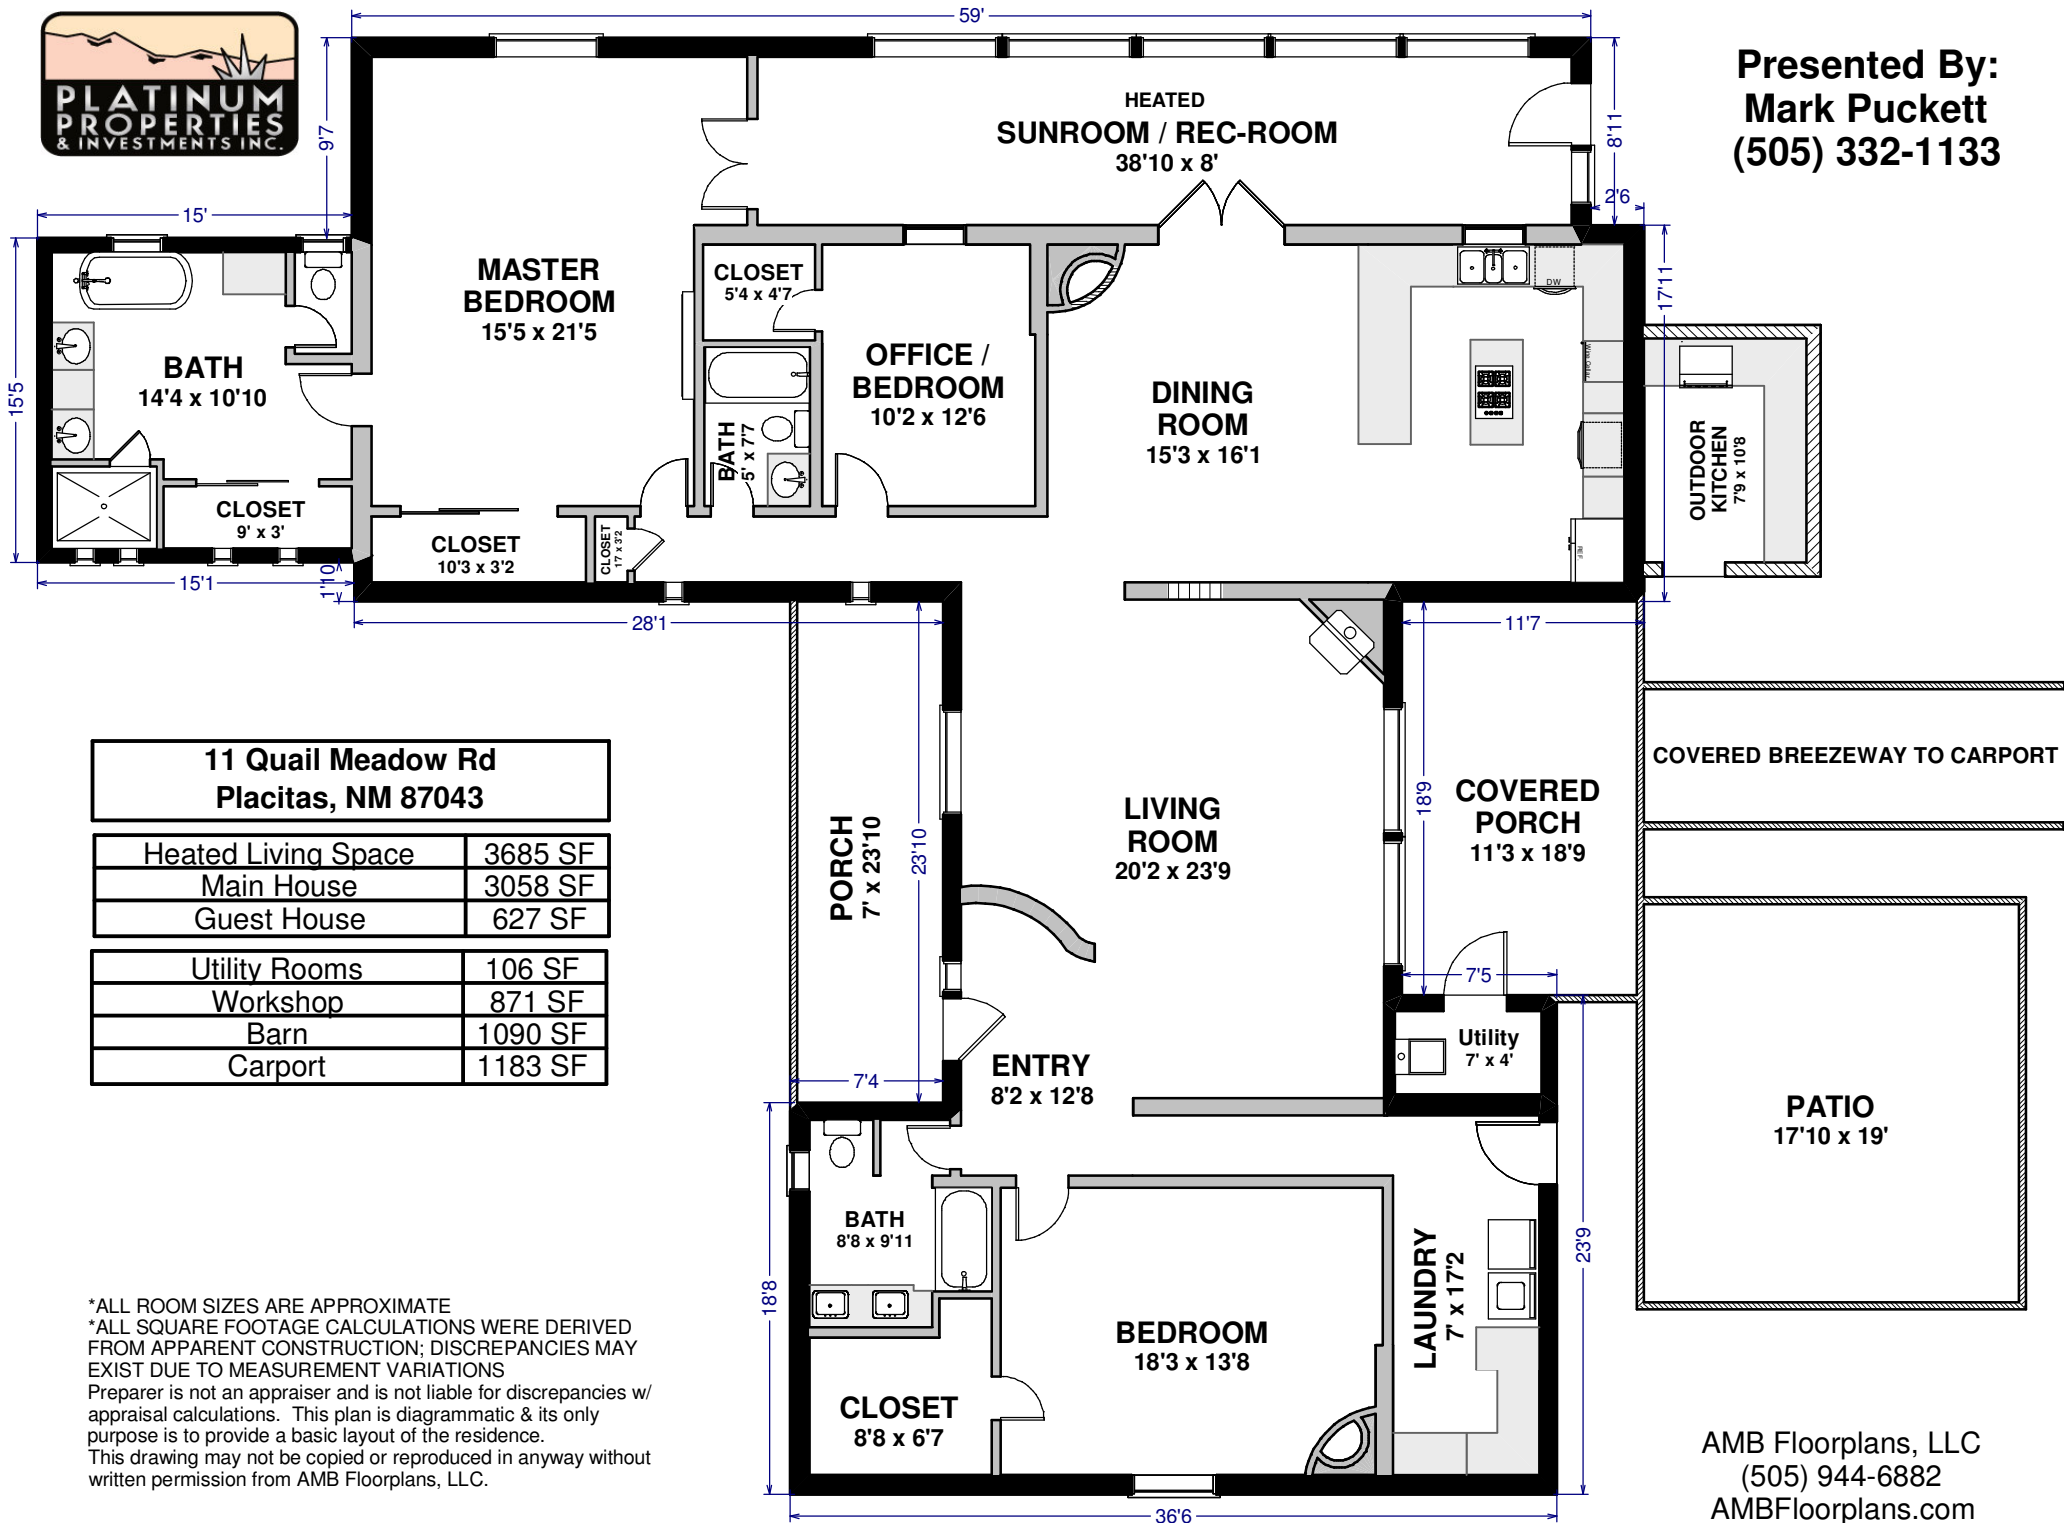 PLATINUM
PROPERTIES
& INVESTMENTS INC.
Presented By:
Mark Puckett
(505) 332-1133
59'
9'7
8'11
2'6
17'11
15'
15'5
15'1
1'10
28'1
11'7
HEATED
SUNROOM / REC-ROOM
38'10 x 8'
MASTER
BEDROOM
15'5 x 21'5
CLOSET
5'4 x 4'7
OFFICE /
BEDROOM
10'2 x 12'6
BATH
14'4 x 10'10
BATH
5' x 7'7
DINING
ROOM
15'3 x 16'1
DW
Wine Cellar
REF
OUTDOOR
KITCHEN
7'9 x 10'8
CLOSET
9' x 3'
CLOSET
10'3 x 3'2
CLOSET
1'7 x 3'2
11 Quail Meadow Rd
Placitas, NM 87043
Heated Living Space 3685 SF
Main House 3058 SF
Guest House 627 SF
Utility Rooms 106 SF
Workshop 871 SF
Barn 1090 SF
Carport 1183 SF
PORCH
7' x 23'10
23'10
7'4
LIVING
ROOM
20'2 x 23'9
18'9
COVERED
PORCH
11'3 x 18'9
COVERED BREEZEWAY TO CARPORT
7'5
Utility
7' x 4'
ENTRY
8'2 x 12'8
PATIO
17'10 x 19'
BATH
8'8 x 9'11
18'8
23'9
LAUNDRY
7' x 17'2
BEDROOM
18'3 x 13'8
CLOSET
8'8 x 6'7
36'6
*ALL ROOM SIZES ARE APPROXIMATE
*ALL SQUARE FOOTAGE CALCULATIONS WERE DERIVED
FROM APPARENT CONSTRUCTION; DISCREPANCIES MAY
EXIST DUE TO MEASUREMENT VARIATIONS
Preparer is not an appraiser and is not liable for discrepancies w/
appraisal calculations. This plan is diagrammatic & its only
purpose is to provide a basic layout of the residence.
This drawing may not be copied or reproduced in anyway without
written permission from AMB Floorplans, LLC.
AMB Floorplans, LLC
(505) 944-6882
AMBFloorplans.com